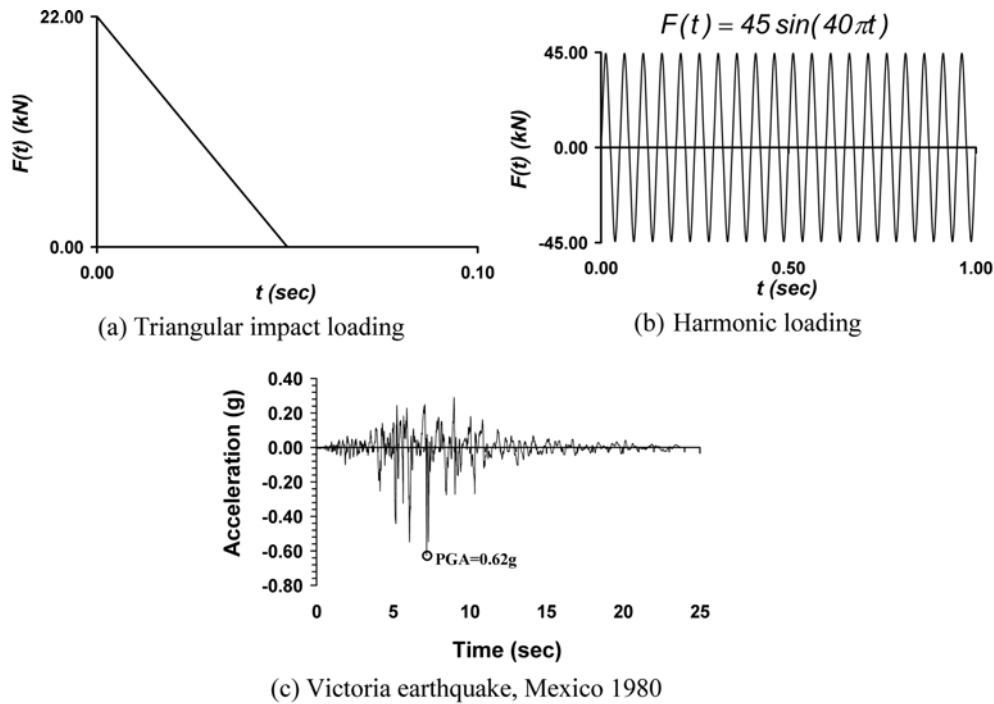 22.00
F(t) (kN)
0.00
0.00
0.10
t (sec)
(a) Triangular impact loading
F(t) = 45 sin(40πt)
45.00
F(t) (kN)
0.00
-45.00
0.00
0.50
1.00
t (sec)
(b) Harmonic loading
0.40
0.20
0.00
-0.20
-0.40
-0.60
-0.80
Acceleration (g)
PGA=0.62g
0
5
10
15
20
25
Time (sec)
(c) Victoria earthquake, Mexico 1980